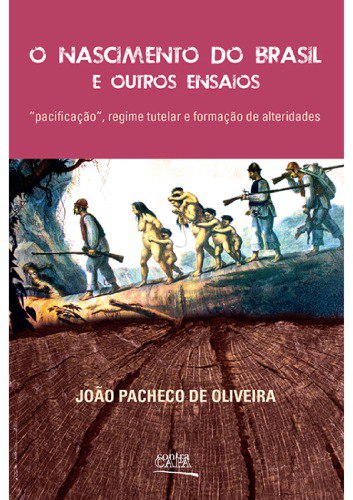 O NASCIMENTO DO BRASIL
E OUTROS ENSAIOS
"pacificação", regime tutelar e formação de alteridades
JOÃO PACHECO DE OLIVEIRA
contra
CAPA